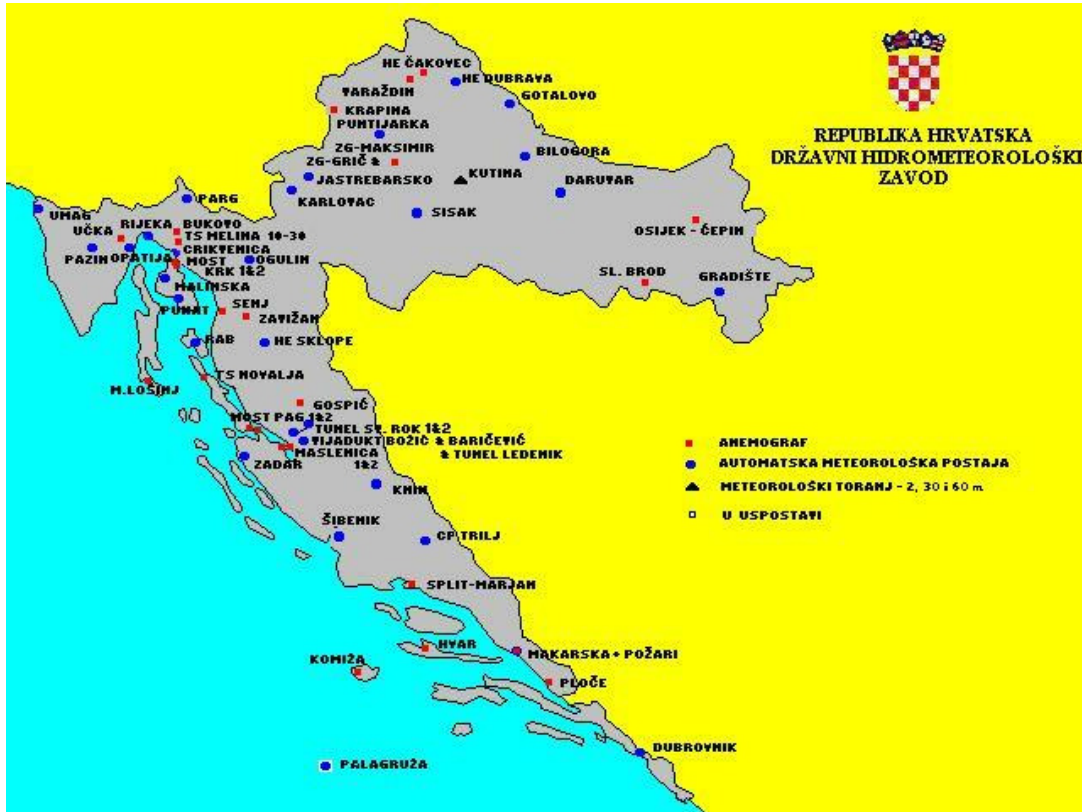 HE ČAKOVEC
HE DUBRAVA
VARAŽDIN
GOTALOVO
KRAPINA
PUNTIJARKA
REPUBLIKA HRVATSKA
DRŽAVNI HIDROMETEOROLOŠKI
ZAVOD
ZG-MAKSIMIR
ZG-GRIČ &
BILOGORA
JASTREBARSKO
KUTINA
KARLOVAC
DARUVAR
PARG
SISAK
UMAG
RIJEKA
BUKOVO
UČKA
TS MELINA 10-30
OSIJEK - ČEPIN
CRIKVENICA
PAZIN
OPATIJA
MOST
OGULIN
KRK 1&2
SL. BROD
GRADIŠTE
MALINSKA
PUNAT
SENJ
ZAVIŽAN
RAB
HE SKLOPE
TS NOVALJA
M.LOŠINJ
GOSPIĆ
MOST PAG 1&2
TUNEL SV. ROK 1&2
VIJADUKT BOŽIĆ & BARIČEVIĆ
& TUNEL LEDENIK
MASLENICA
1&2
ZADAR
ANEMOGRAF
AUTOMATSKA METEOROLOŠKA POSTAJA
METEOROLOŠKI TORANJ - 2, 30 i 60 m
U USPOSTAVI
KNIN
ŠIBENIK
CP TRILJ
SPLIT-MARJAN
HVAR
MAKARSKA + POŽARI
KOMIŽA
PLOČE
DUBROVNIK
PALAGRUŽA